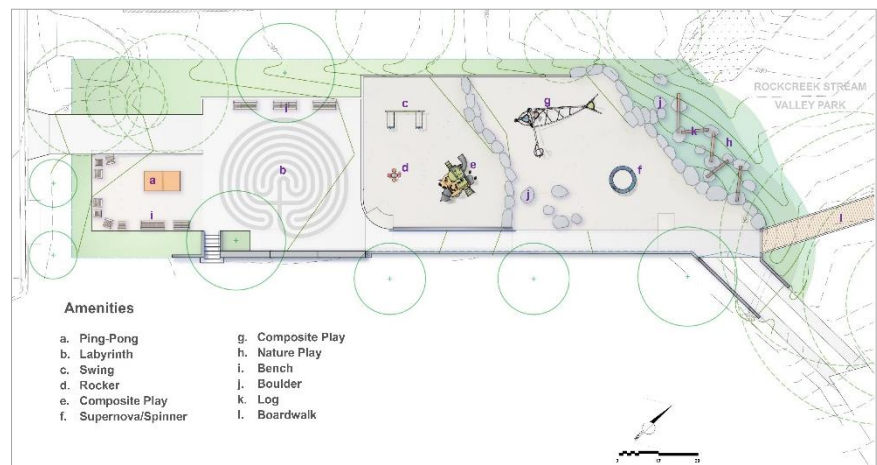 c
g
j
j
ROCKCREEK STREAM
VALLEY PARK
k
h
a
b
d
e
j
f
i
l
Amenities
a. Ping-Pong
b. Labyrinth
c. Swing
d. Rocker
e. Composite Play
f. Supernova/Spinner
g. Composite Play
h. Nature Play
i. Bench
j. Boulder
k. Log
l. Boardwalk